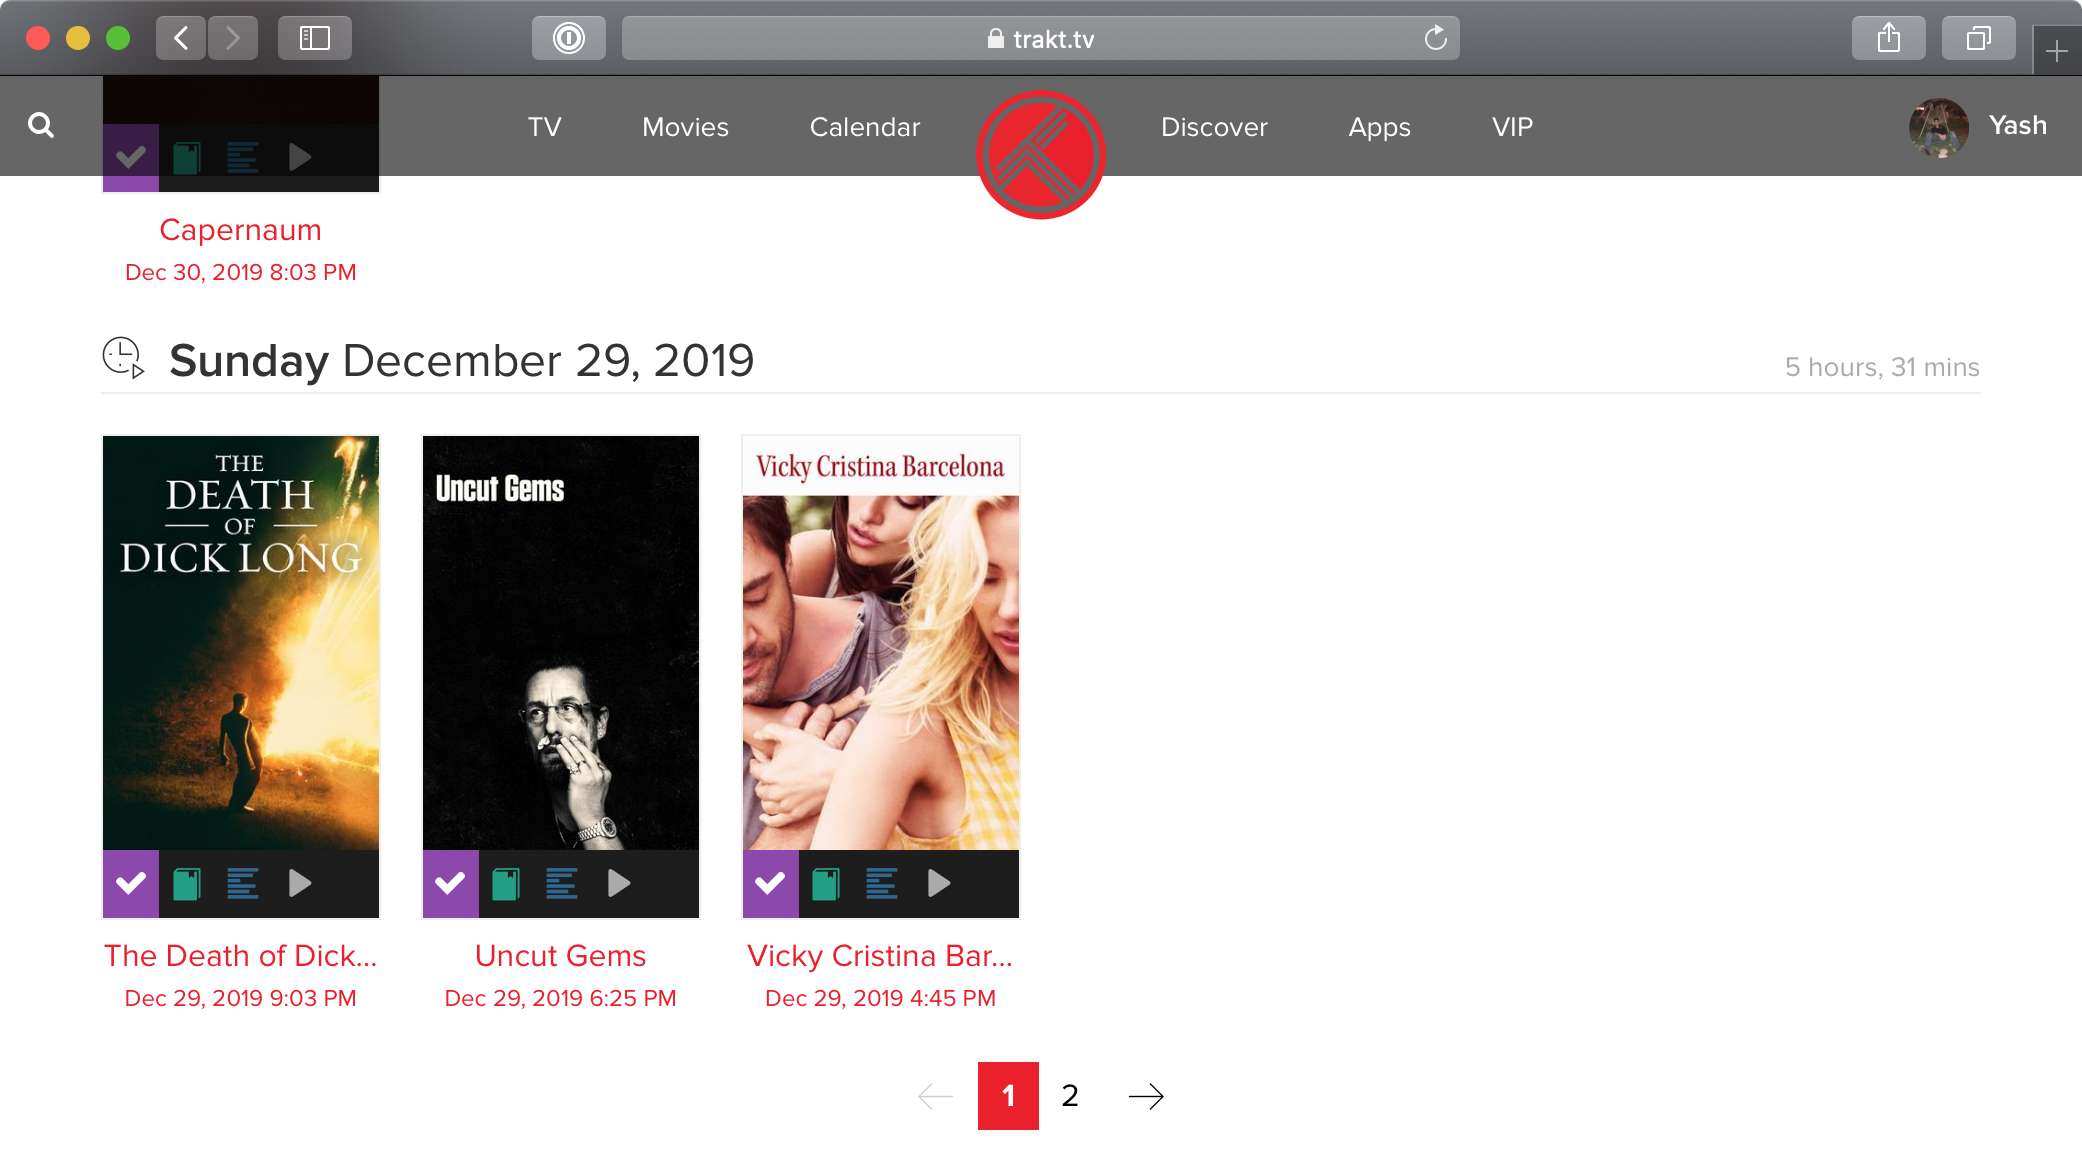 trakt.tv
TV
Movies
Calendar
Discover
Apps
VIP
Yash
Capernaum
Dec 30, 2019 8:03 PM
Sunday December 29, 2019
5 hours, 31 mins
THE
DEATH
OF
DICK LONG
Uncut Gems
Vicky Cristina Barcelona
The Death of Dick...
Uncut Gems
Vicky Cristina Bar...
Dec 29, 2019 9:03 PM
Dec 29, 2019 6:25 PM
Dec 29, 2019 4:45 PM
1
2